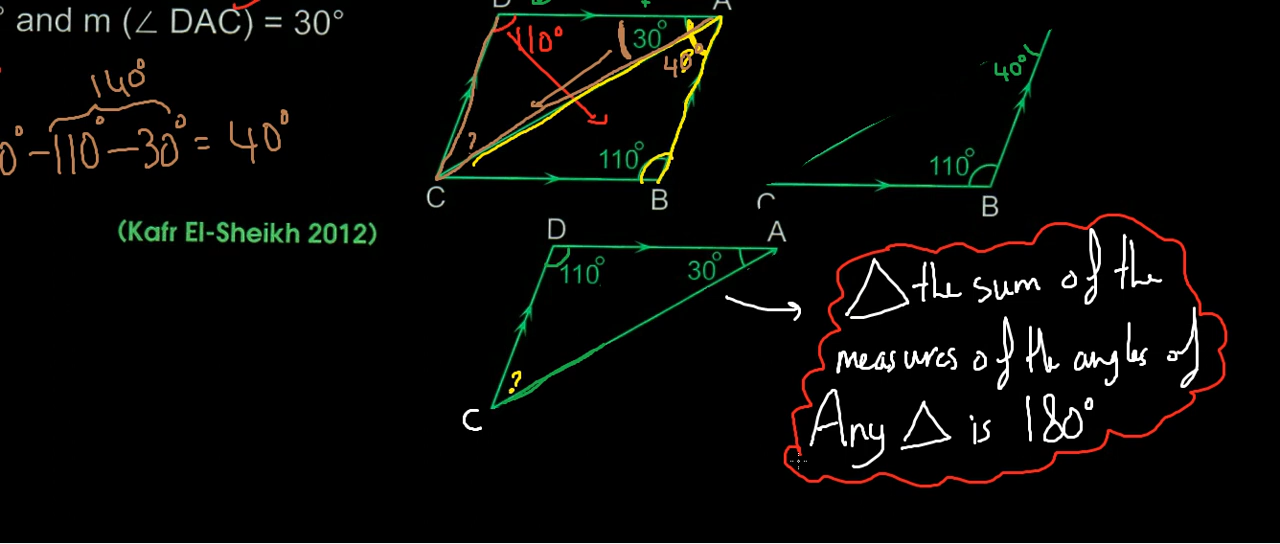 ° and m (∠ DAC) = 30°
140°
0° - 110° - 30° = 40°
(Kafr El-Sheikh 2012)
D
A
110°
30°
40°
?
110°
C
B
40°
110°
C
B
D
A
110°
30°
?
C
△ the sum of the
measures of the angles of
Any △ is 180°